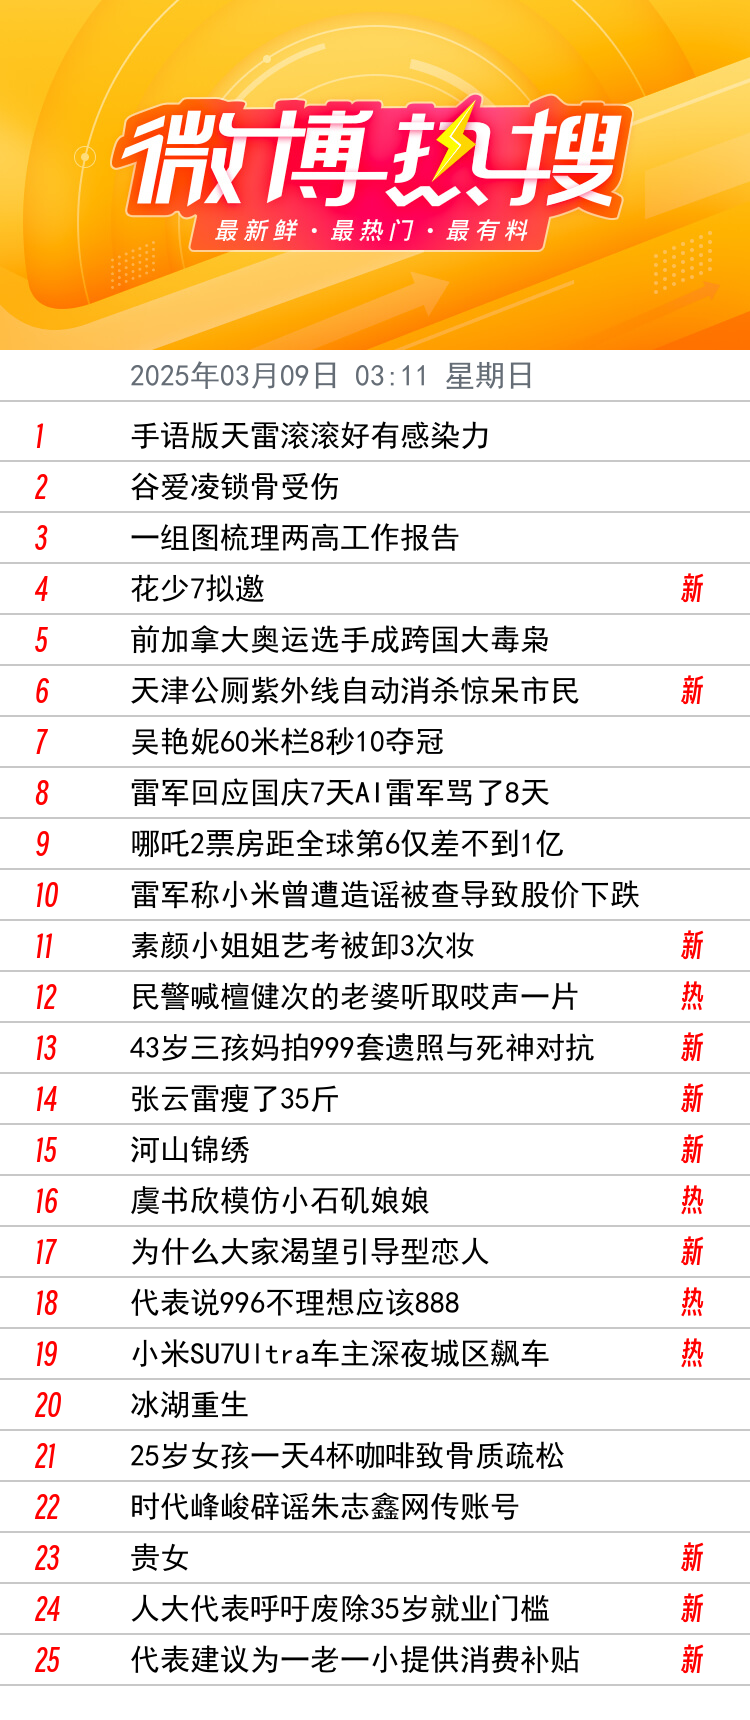 微博热搜
最新鲜·最热门·最有料
2025年03月09日 03:11 星期日
1 手语版天雷滚滚好有感染力
2 谷爱凌锁骨受伤
3 一组图梳理两高工作报告
4 花少7拟邀 新
5 前加拿大奥运选手成跨国大毒枭
6 天津公厕紫外线自动消杀惊呆市民 新
7 吴艳妮60米栏8秒10夺冠
8 雷军回应国庆7天AI雷军骂了8天
9 哪吒2票房距全球第6仅差不到1亿
10 雷军称小米曾遭造谣被查导致股价下跌
11 素颜小姐姐艺考被卸3次妆 新
12 民警喊檀健次的老婆听取哎声一片 热
13 43岁三孩妈拍999套遗照与死神对抗 新
14 张云雷瘦了35斤 新
15 河山锦绣 新
16 虞书欣模仿小石矶娘娘 热
17 为什么大家渴望引导型恋人 新
18 代表说996不理想应该888 热
19 小米SU7Ultra车主深夜城区飙车 热
20 冰湖重生
21 25岁女孩一天4杯咖啡致骨质疏松
22 时代峰峻辟谣朱志鑫网传账号
23 贵女 新
24 人大代表呼吁废除35岁就业门槛 新
25 代表建议为一老一小提供消费补贴 新